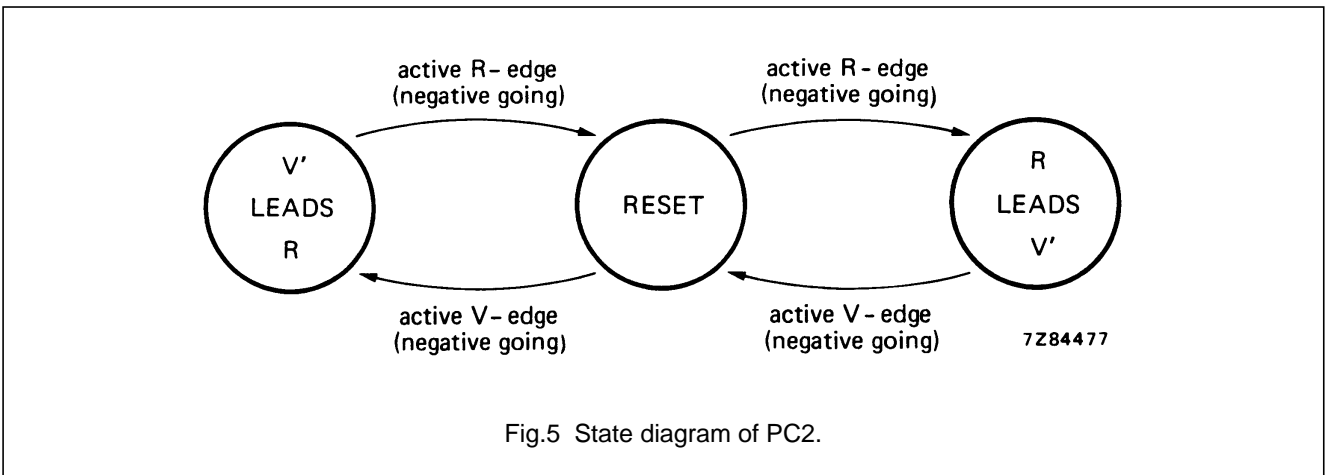 active R-edge
(negative going)
active R-edge
(negative going)
V'
LEADS
R
RESET
R
LEADS
V'
active V-edge
(negative going)
active V-edge
(negative going)
7Z84477
Fig.5 State diagram of PC2.